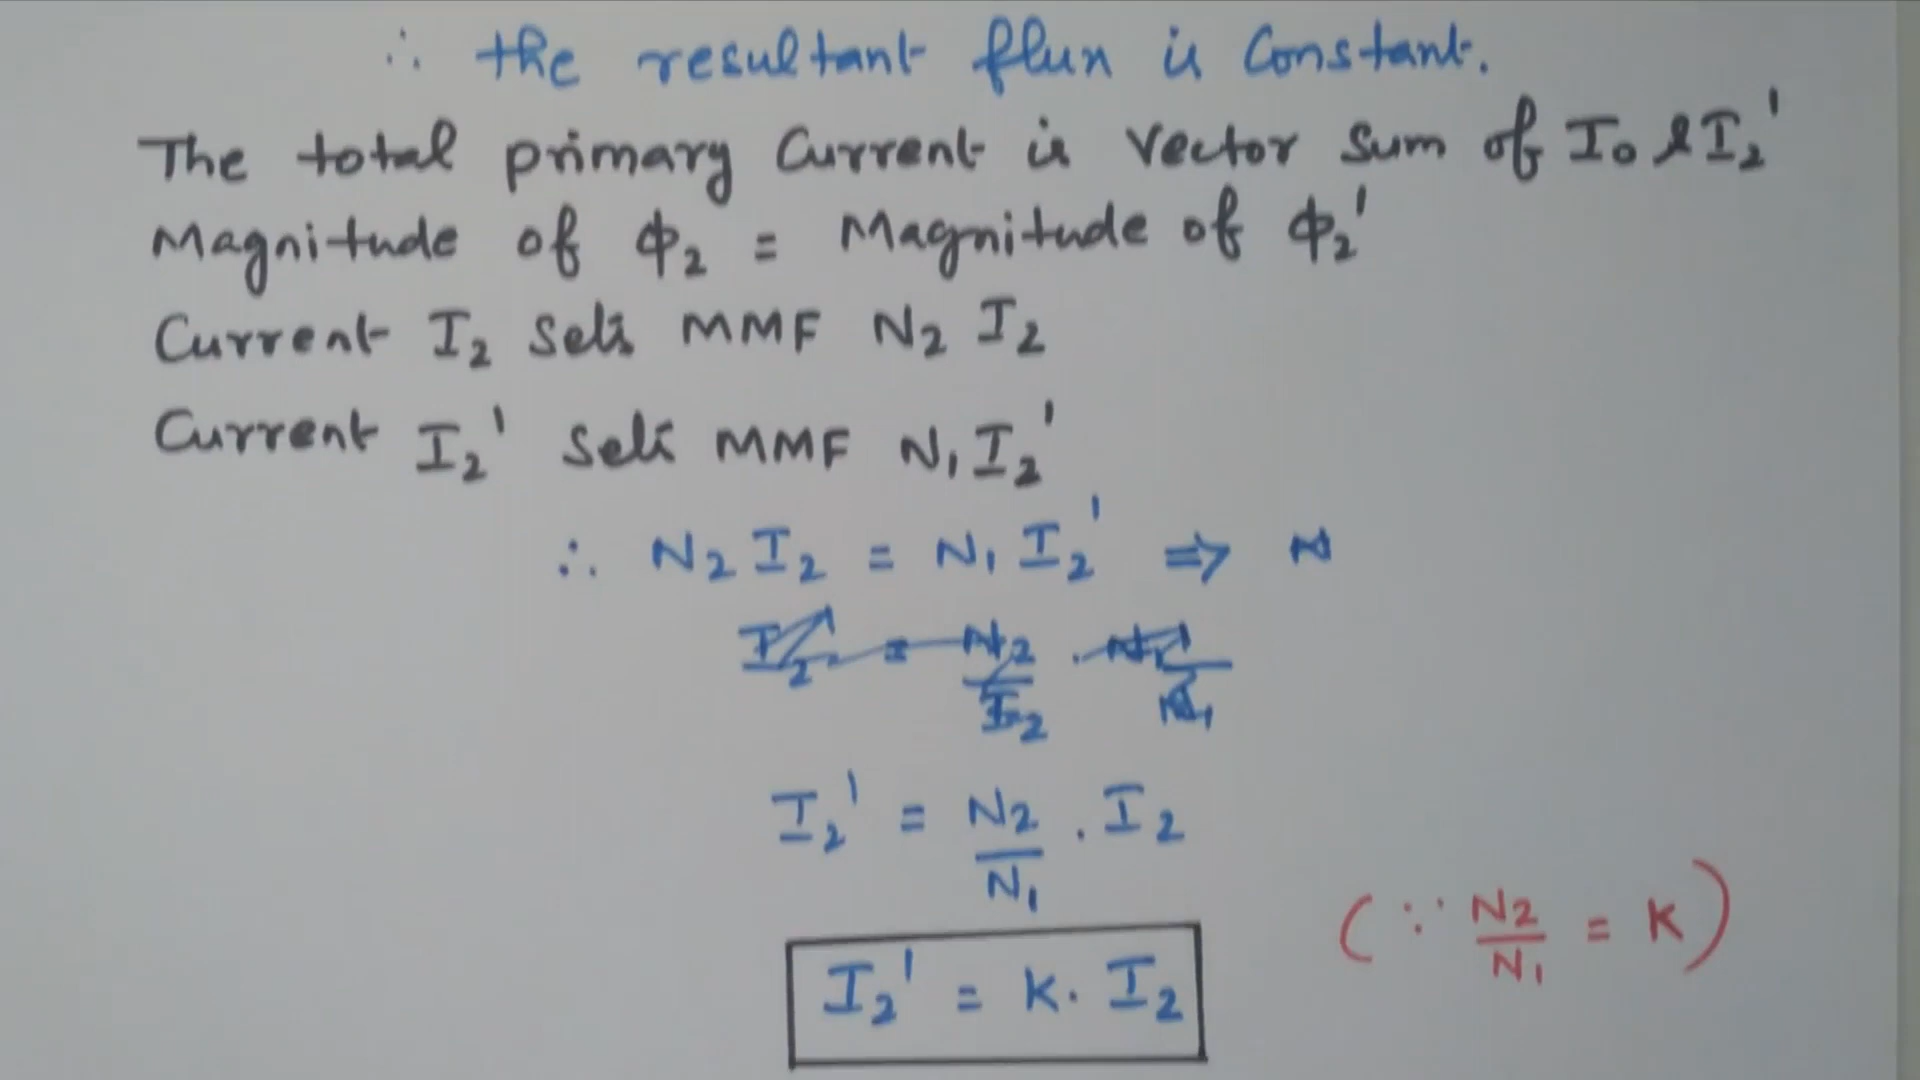 ∴ the resultant flux is Constant.
The total primary Current is Vector sum of I₀ & I₂'
Magnitude of Φ₂ = Magnitude of Φ₂'
Current I₂ Sets MMF N₂ I₂
Current I₂' Sets MMF N₁ I₂'
∴ N₂ I₂ = N₁ I₂' ⇒ N
I₂' = N₂/N₁ . I₂
(∵ N₂/N₁ = K)
I₂' = K. I₂